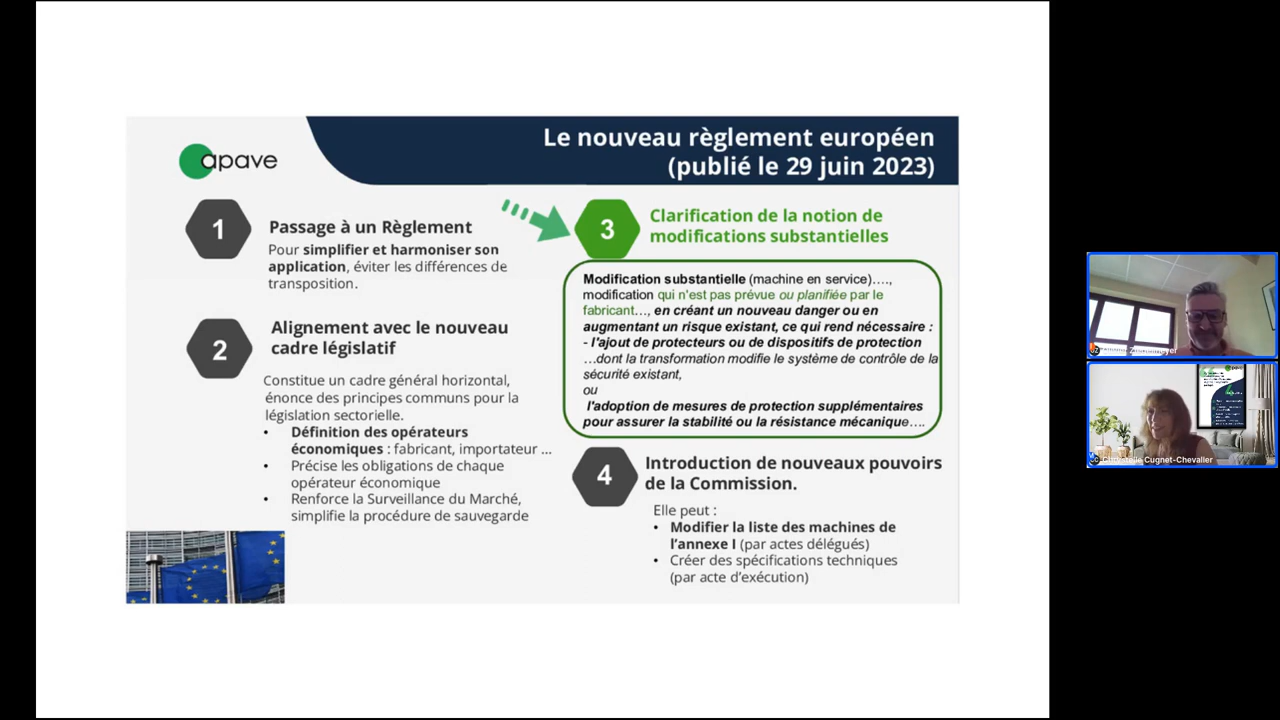 apave
Le nouveau règlement européen
(publié le 29 juin 2023)
1
Passage à un Règlement
Pour simplifier et harmoniser son
application, éviter les différences de
transposition.
2
Alignement avec le nouveau
cadre législatif
Constitue un cadre général horizontal,
énonce des principes communs pour la
législation sectorielle.
• Définition des opérateurs
économiques : fabricant, importateur ...
• Précise les obligations de chaque
opérateur économique
• Renforce la Surveillance du Marché,
simplifie la procédure de sauvegarde
3
Clarification de la notion de
modifications substantielles
Modification substantielle (machine en service)….,
modification qui n'est pas prévue ou planifiée par le
fabricant…, en créant un nouveau danger ou en
augmentant un risque existant, ce qui rend nécessaire :
- l'ajout de protecteurs ou de dispositifs de protection
…dont la transformation modifie le système de contrôle de la
sécurité existant,
ou
l'adoption de mesures de protection supplémentaires
pour assurer la stabilité ou la résistance mécanique….
4
Introduction de nouveaux pouvoirs
de la Commission.
Elle peut :
• Modifier la liste des machines de
l'annexe I (par actes délégués)
• Créer des spécifications techniques
(par acte d'exécution)
Cugnet-Chevallier